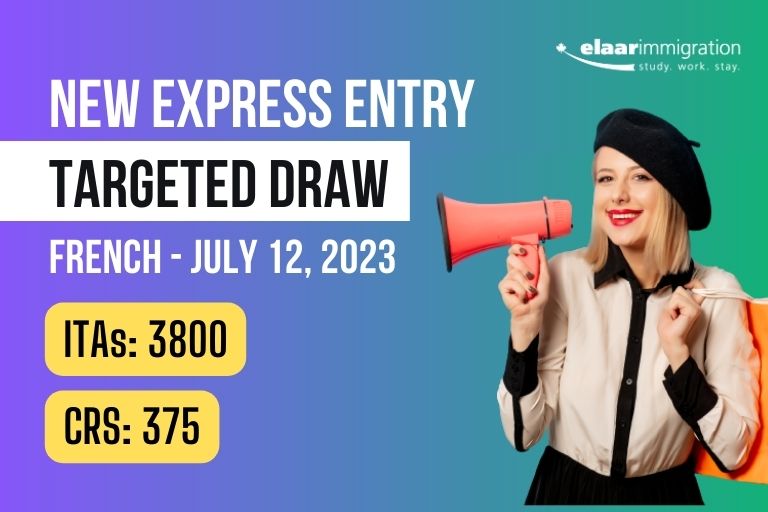 elaarimmigration
study. work. stay.
NEW EXPRESS ENTRY
TARGETED DRAW
FRENCH - JULY 12, 2023
ITAs: 3800
CRS: 375